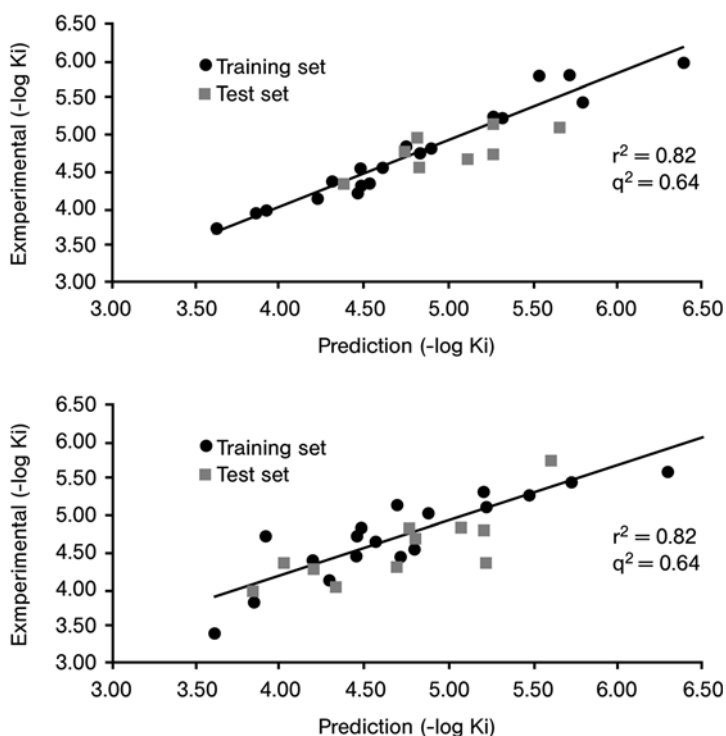 6.50
6.00
5.50
5.00
4.50
4.00
3.50
3.00
Exmperimental (-log Ki)
Training set
Test set
r² = 0.82
q² = 0.64
3.00 4.00 4.50 5.00 5.50 6.00 6.50
Prediction (-log Ki)
6.50
6.00
5.50
5.00
4.50
4.00
3.50
3.00
Exmperimental (-log Ki)
Training set
Test set
r² = 0.82
q² = 0.64
3.00 3.00 4.00 4.50 5.00 5.50 6.00 6.50
Prediction (-log Ki)